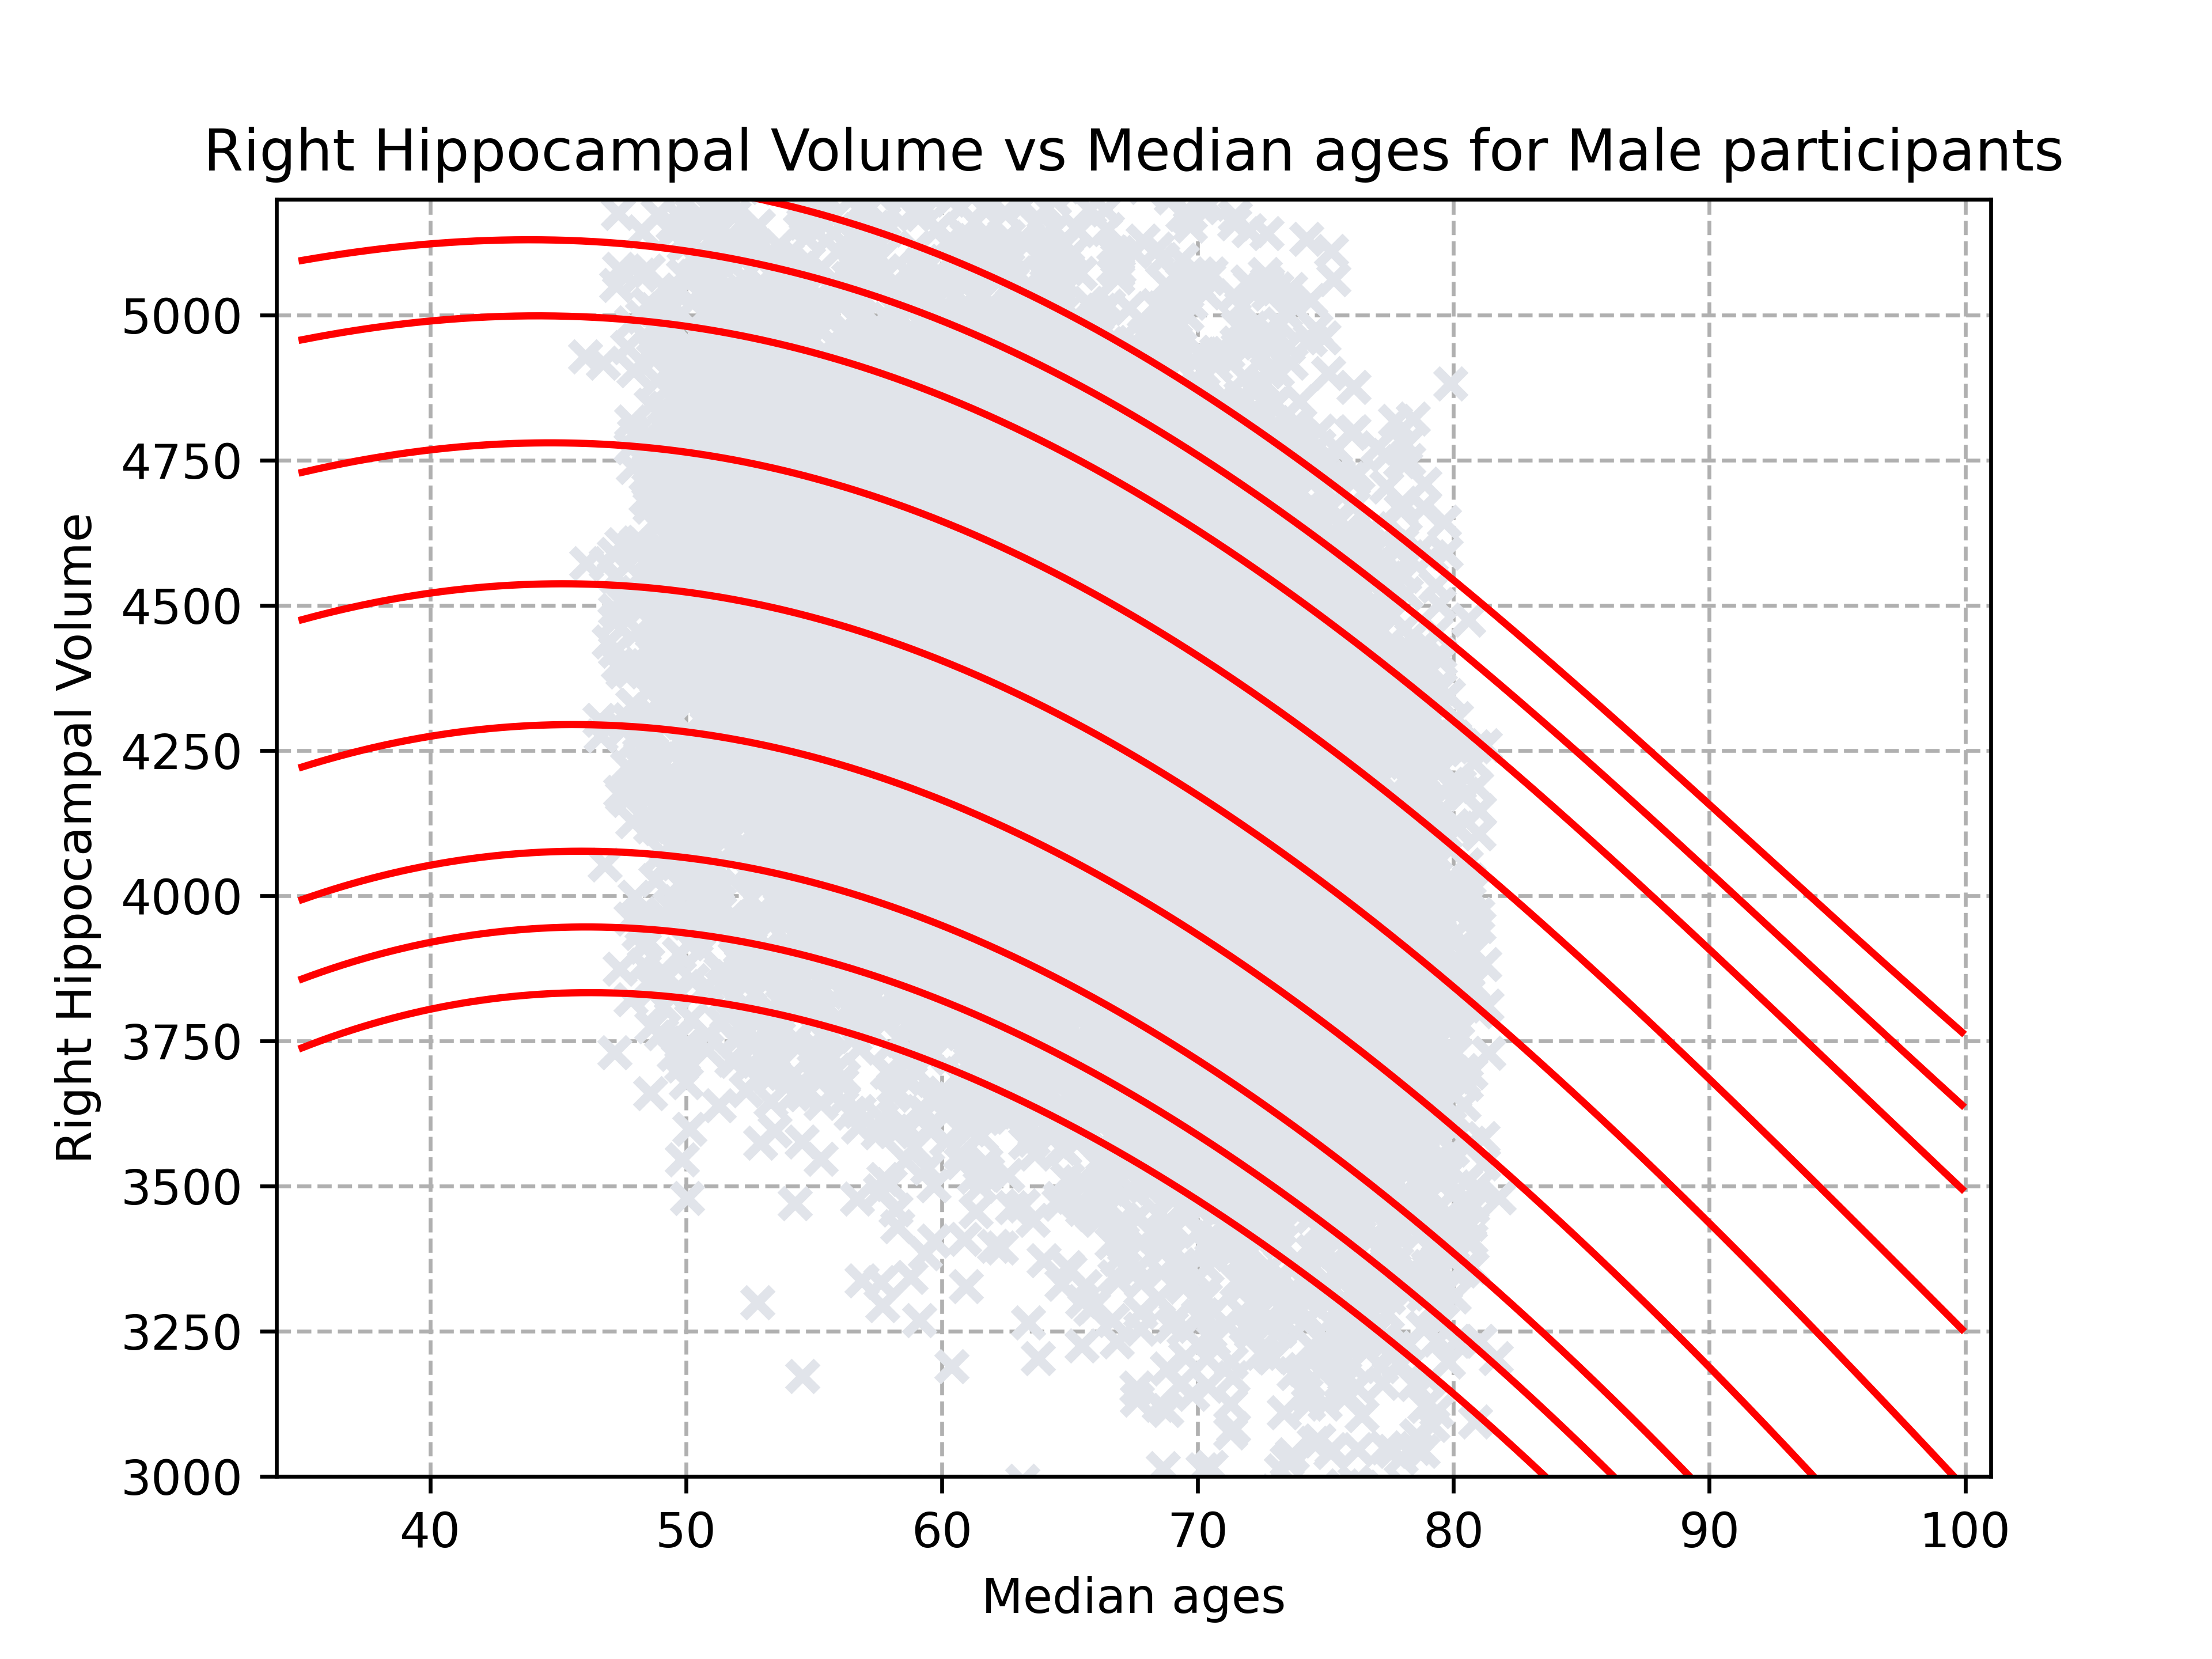 Right Hippocampal Volume vs Median ages for Male participants
Right Hippocampal Volume
5000
4750
4500
4250
4000
3750
3500
3250
3000
40 50 60 70 80 90 100
Median ages